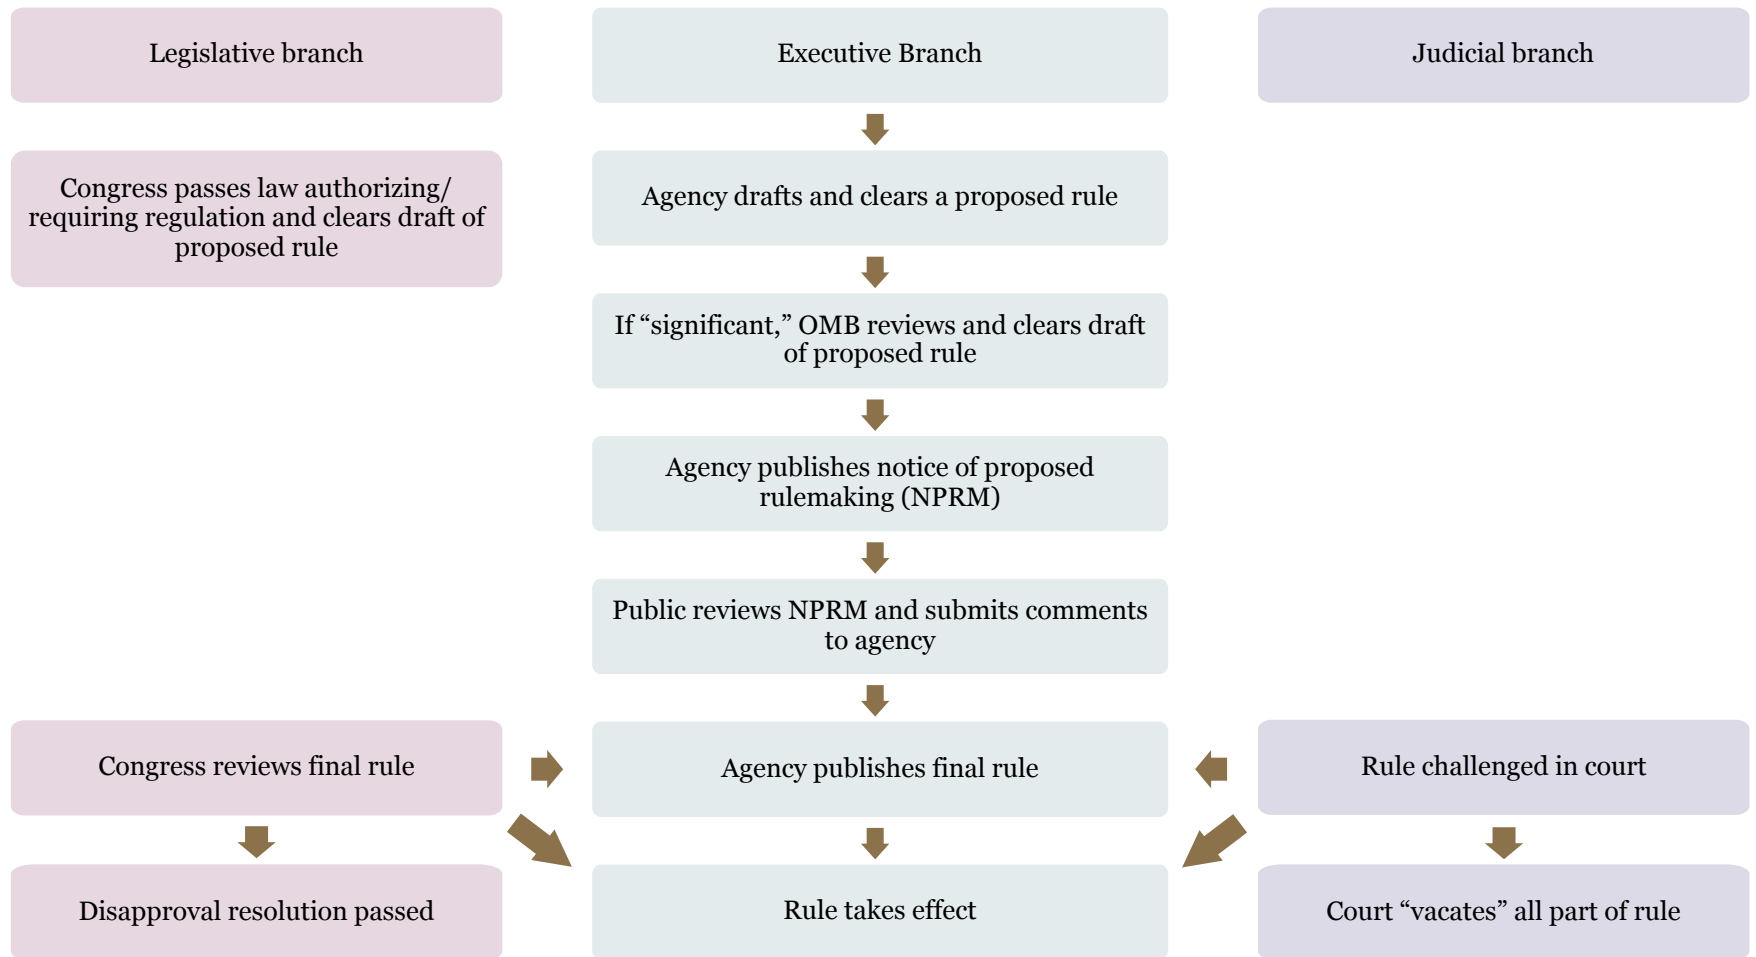 Legislative branch
Executive Branch
Judicial branch
Congress passes law authorizing/
requiring regulation and clears draft of
proposed rule
Agency drafts and clears a proposed rule
If “significant,” OMB reviews and clears draft
of proposed rule
Agency publishes notice of proposed
rulemaking (NPRM)
Public reviews NPRM and submits comments
to agency
Congress reviews final rule
Agency publishes final rule
Rule challenged in court
Disapproval resolution passed
Rule takes effect
Court “vacates” all part of rule